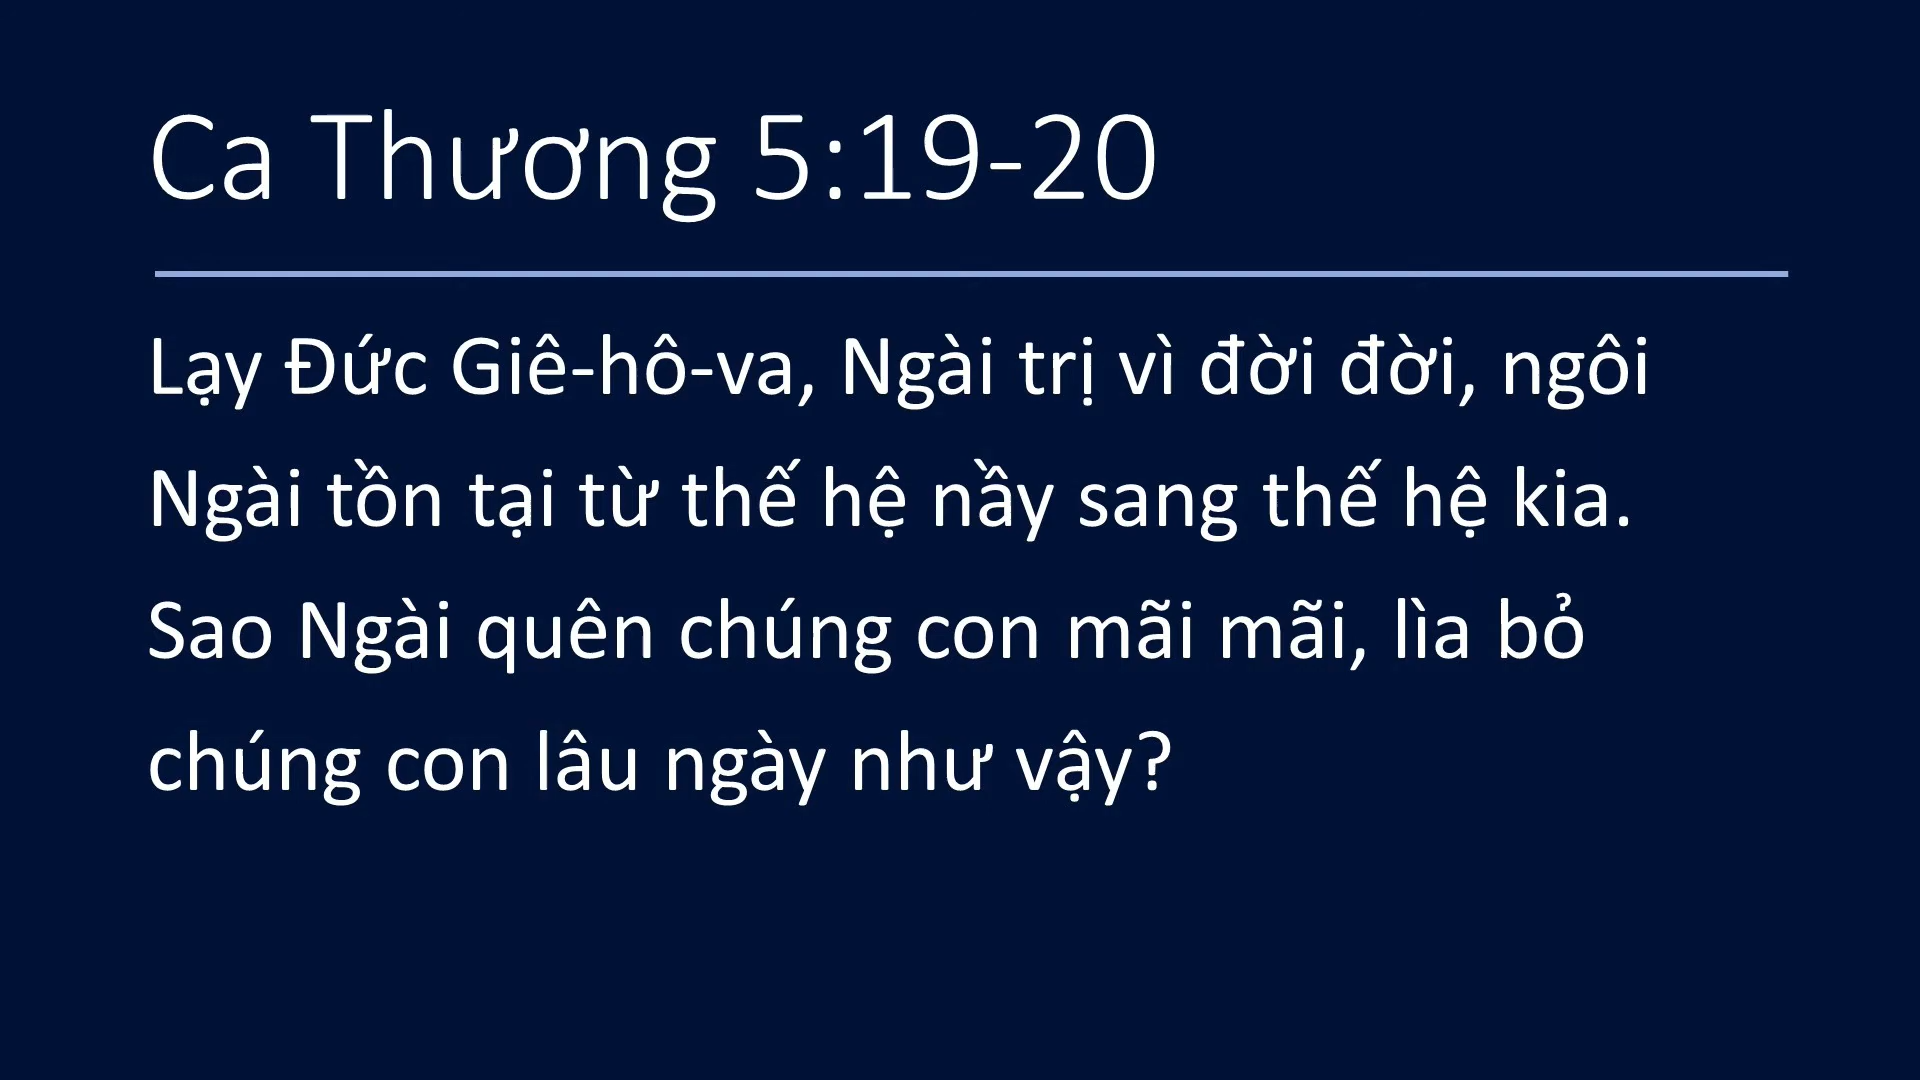 Ca Thương 5:19-20
Lạy Đức Giê-hô-va, Ngài trị vì đời đời, ngôi
Ngài tồn tại từ thế hệ nầy sang thế hệ kia.
Sao Ngài quên chúng con mãi mãi, lìa bỏ
chúng con lâu ngày như vậy?